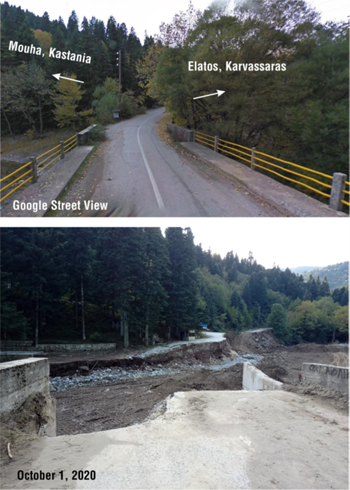 Mouha, Kastania
Elatos, Karvassaras
Google Street View
October 1, 2020